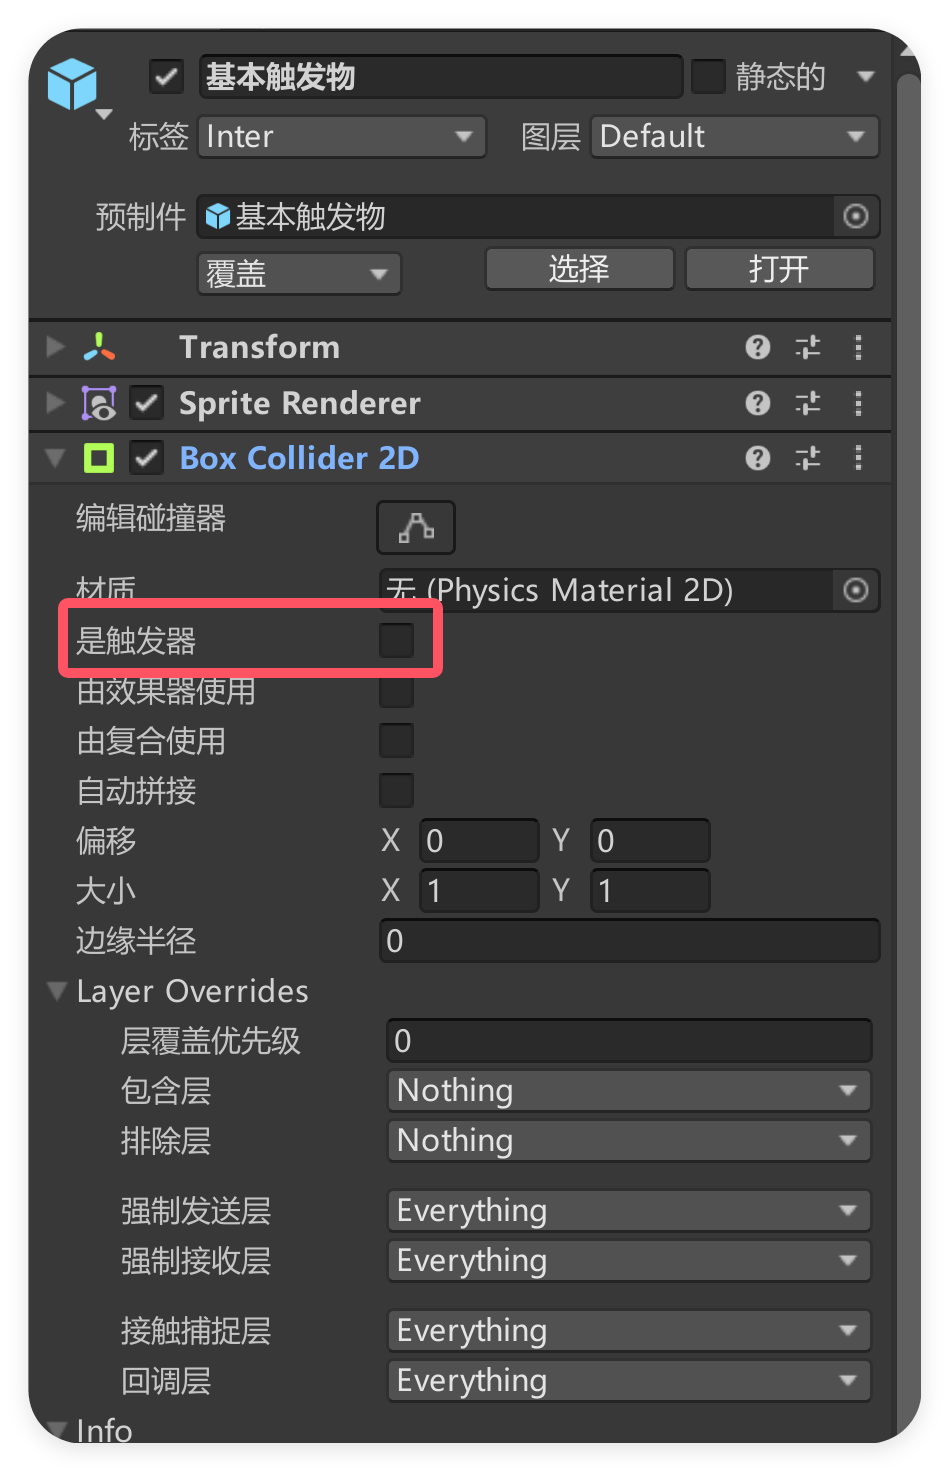 基本触发物 静态的
标签 Inter 图层 Default
预制件 基本触发物
覆盖 选择 打开
Transform
Sprite Renderer
Box Collider 2D
编辑碰撞器
材质 无 (Physics Material 2D)
是触发器
由效果器使用
由复合使用
自动拼接
偏移 X 0 Y 0
大小 X 1 Y 1
边缘半径 0
Layer Overrides
层覆盖优先级 0
包含层 Nothing
排除层 Nothing
强制发送层 Everything
强制接收层 Everything
接触捕捉层 Everything
回调层 Everything
Info